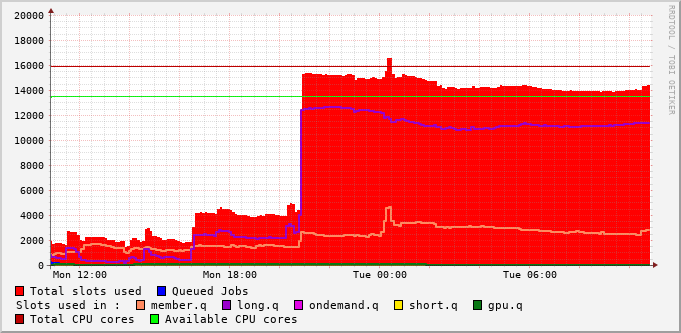 20000
18000
16000
14000
12000
10000
8000
6000
4000
2000
0
Mon 12:00 Mon 18:00 Tue 00:00 Tue 06:00
RRDTOOL / TOBI OETIKER
Total slots used Queued Jobs
Slots used in : member.q long.q ondemand.q short.q gpu.q
Total CPU cores Available CPU cores